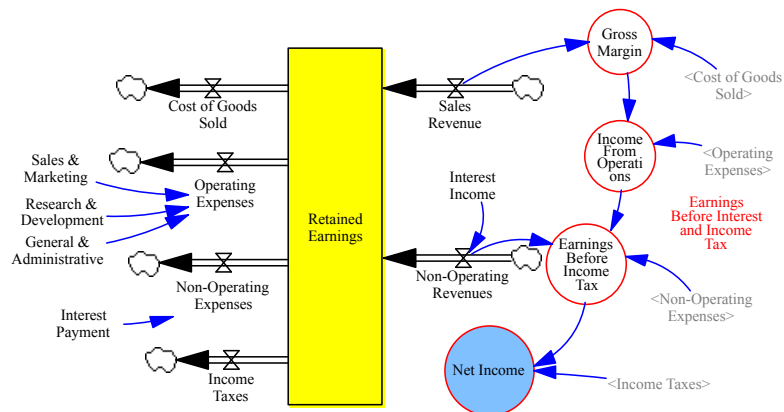 Gross
Margin
<Cost of Goods
Sold>
Cost of Goods
Sold
Sales
Revenue
Income
From
Operati
ons
<Operating
Expenses>
Sales &
Marketing
Research &
Development
General &
Administrative
Operating
Expenses
Retained
Earnings
Interest
Income
Earnings
Before Interest
and Income
Tax
Earnings
Before
Income
Tax
Non-Operating
Expenses
Non-Operating
Revenues
<Non-Operating
Expenses>
Interest
Payment
Income
Taxes
Net Income
<Income Taxes>